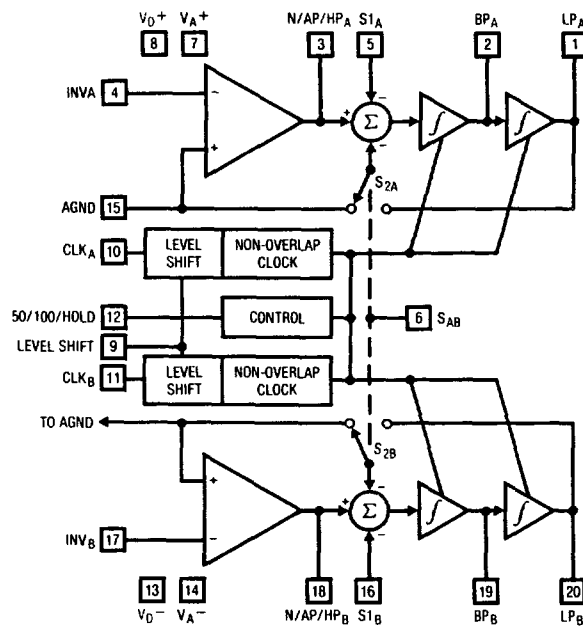 V_D+ V_A+ N/AP/HP_A S1_A BP_A LP_A
8 7 3 5 2 1
INVA 4
−
+
+
Σ
−
−
∫
∫
S_2A
AGND 15
CLK_A 10
LEVEL SHIFT
NON-OVERLAP CLOCK
50/100/HOLD 12
CONTROL
6 S_AB
LEVEL SHIFT 9
CLK_B 11
LEVEL SHIFT
NON-OVERLAP CLOCK
TO AGND
S_2B
+
−
+
Σ
−
−
∫
∫
INV_B 17
13 14 18 16 19 20
V_D− V_A− N/AP/HP_B S1_B BP_B LP_B